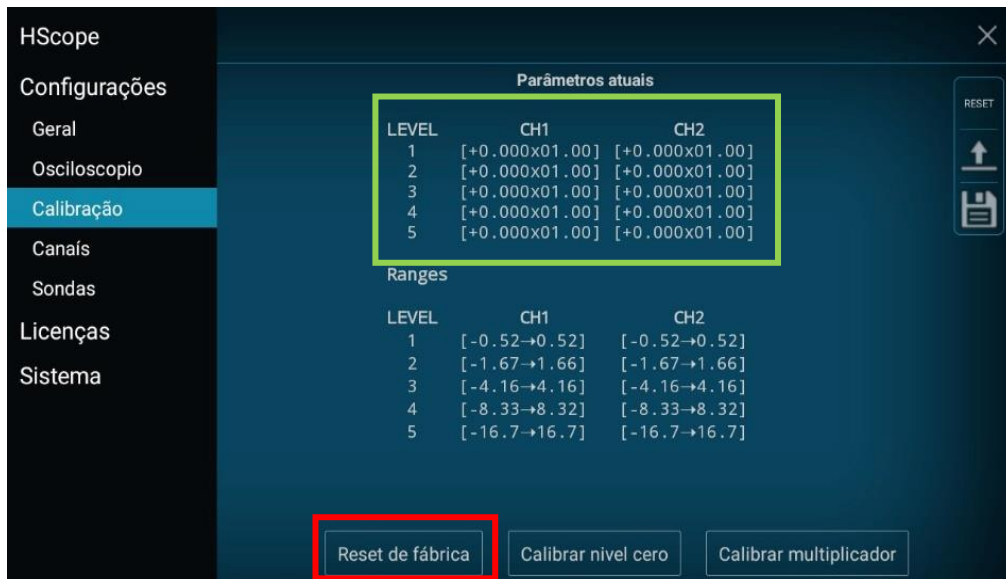 HScope
Configurações
Geral
Osciloscopio
Calibração
Canaís
Sondas
Licenças
Sistema
Parâmetros atuais
LEVEL CH1 CH2
1 [+0.000x01.00] [+0.000x01.00]
2 [+0.000x01.00] [+0.000x01.00]
3 [+0.000x01.00] [+0.000x01.00]
4 [+0.000x01.00] [+0.000x01.00]
5 [+0.000x01.00] [+0.000x01.00]
Ranges
LEVEL CH1 CH2
1 [-0.52→0.52] [-0.52→0.52]
2 [-1.67→1.66] [-1.67→1.66]
3 [-4.16→4.16] [-4.16→4.16]
4 [-8.33→8.32] [-8.33→8.32]
5 [-16.7→16.7] [-16.7→16.7]
Reset de fábrica Calibrar nivel cero Calibrar multiplicador
RESET